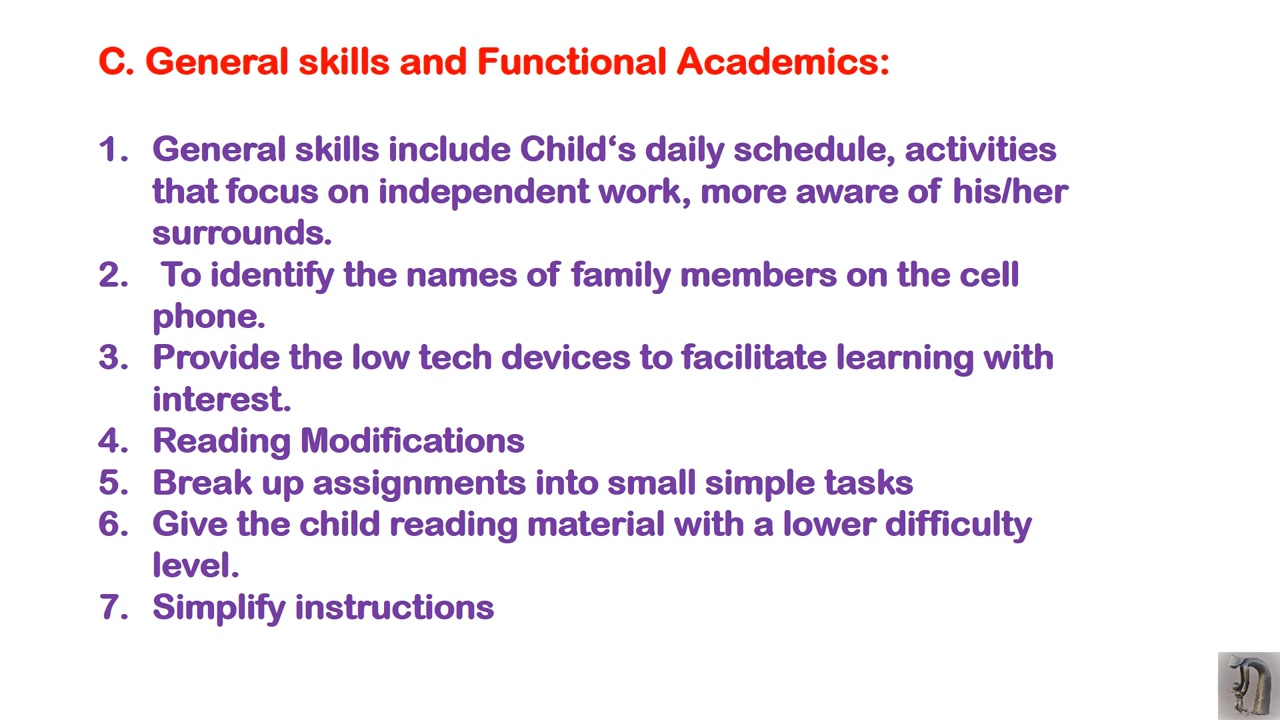 C. General skills and Functional Academics:
1. General skills include Child‘s daily schedule, activities
that focus on independent work, more aware of his/her
surrounds.
2. To identify the names of family members on the cell
phone.
3. Provide the low tech devices to facilitate learning with
interest.
4. Reading Modifications
5. Break up assignments into small simple tasks
6. Give the child reading material with a lower difficulty
level.
7. Simplify instructions